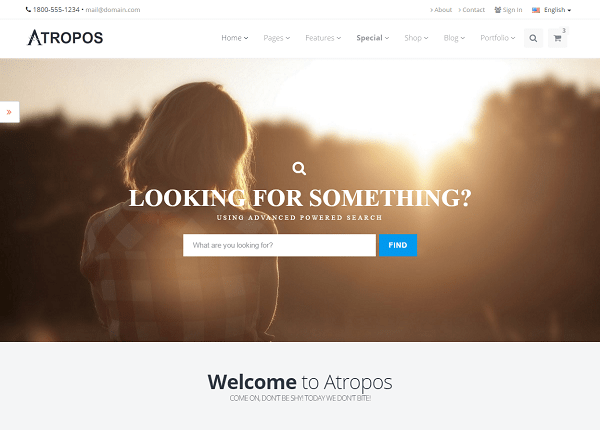 1800-555-1234 • mail@domain.com
About Contact Sign In English
ATROPOS
Home Pages Features Special Shop Blog Portfolio 3
LOOKING FOR SOMETHING?
USING ADVANCED POWERED SEARCH
What are you looking for? FIND
Welcome to Atropos
COME ON, DON'T BE SHY! TODAY WE DON'T BITE!